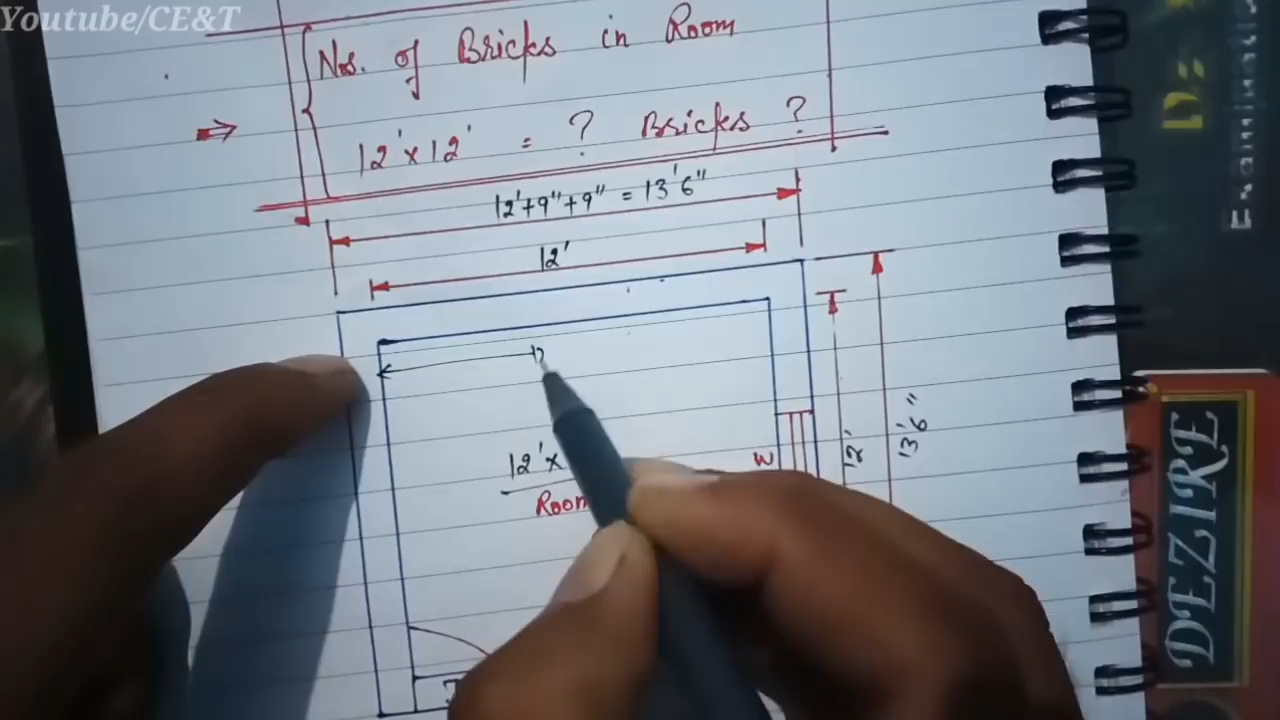 Youtube/CE&T
Nos. of Bricks in Room
12'x12' = ? Bricks ?
12'+9"+9" = 13'6"
12'
12
12'x
Room
W
12'
13'6"
DEZIRE